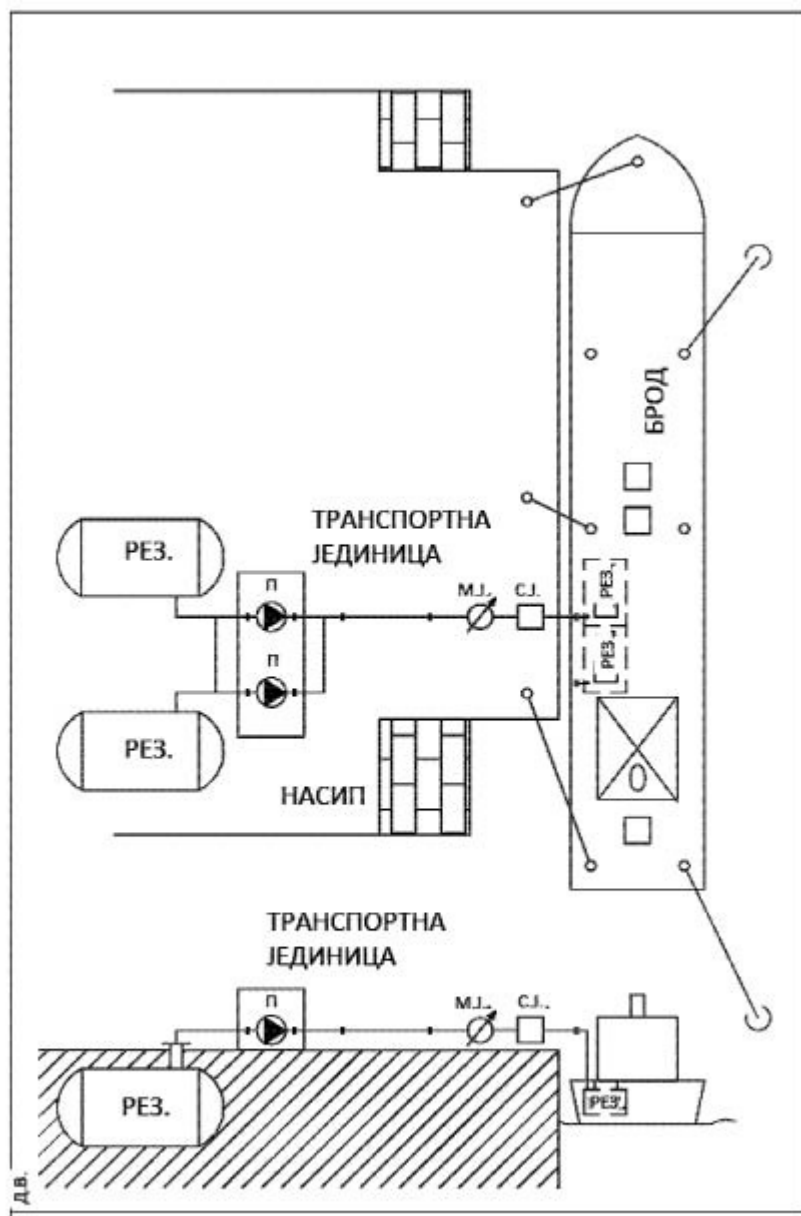 БРОД
ТРАНСПОРТНА
ЈЕДИНИЦА
РЕЗ.
П
М.Ј.
С.Ј.
РЕЗ.
П
РЕЗ.
РЕЗ.
НАСИП
ТРАНСПОРТНА
ЈЕДИНИЦА
П
М.Ј.
С.Ј.
РЕЗ.
РЕЗ.
Д.В.